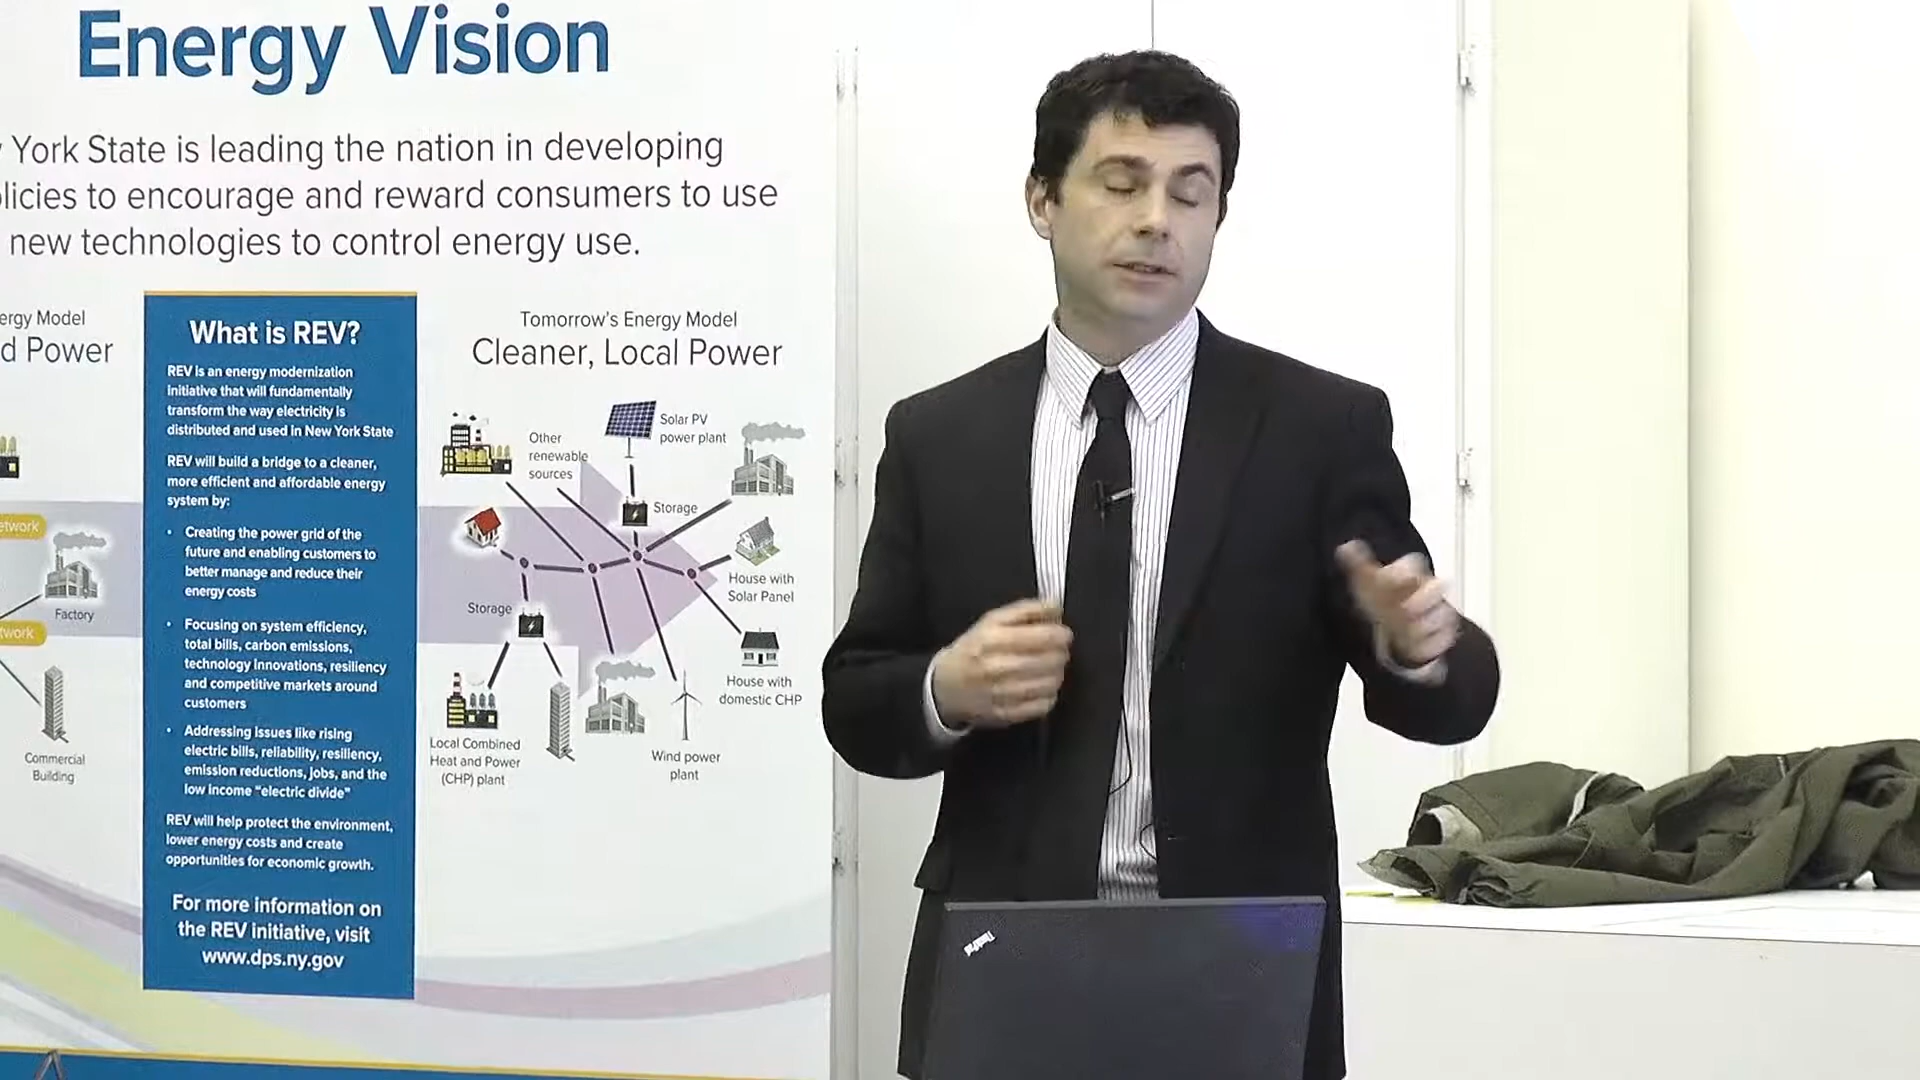 Energy Vision
York State is leading the nation in developing
to encourage and reward consumers to use
new technologies to control energy use.
Model
Power
Factory
Commercial
Building
What is REV?
REV is an energy modernization
initiative that will fundamentally
transform the way electricity is
distributed and used in New York State
REV will build a bridge to a cleaner,
more efficient and affordable energy
system by:
• Creating the power grid of the
future and enabling customers to
better manage and reduce their
energy costs
• Focusing on system efficiency,
total bills, carbon emissions,
technology innovations, resiliency
and competitive markets around
customers
• Addressing issues like rising
electric bills, reliability, resiliency,
emission reductions, jobs, and the
low income "electric divide"
REV will help protect the environment,
lower energy costs and create
opportunities for economic growth.
For more information on
the REV initiative, visit
www.dps.ny.gov
Tomorrow's Energy Model
Cleaner, Local Power
Other
renewable
sources
Solar PV
power plant
Storage
House with
Solar Panel
Storage
House with
domestic CHP
Local Combined
Heat and Power
(CHP) plant
Wind power
plant
ThinkPad